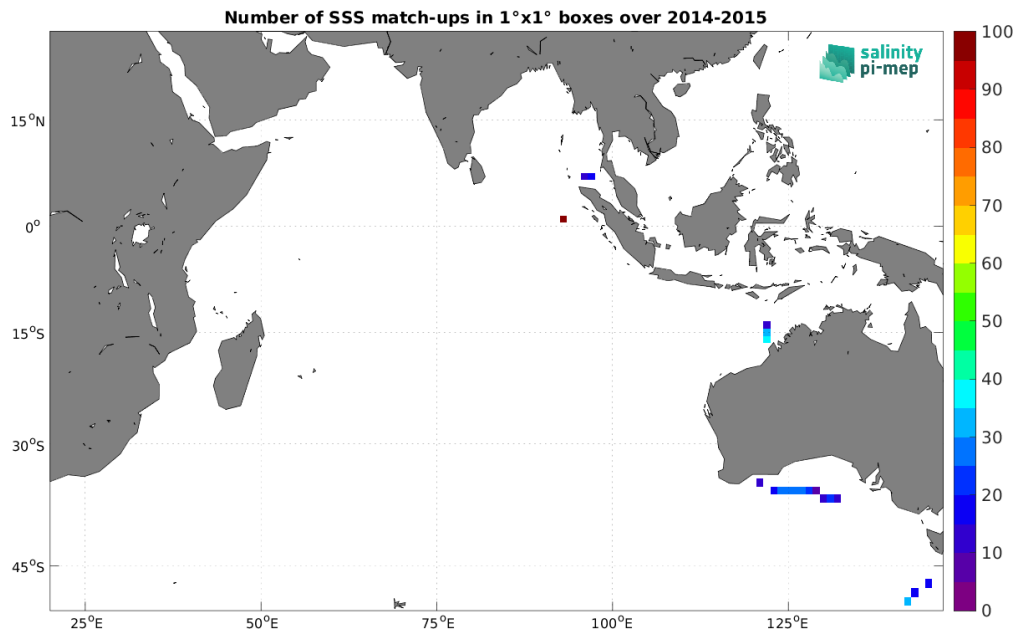 Number of SSS match-ups in 1°x1° boxes over 2014-2015
salinity
pi-mep
100
90
80
70
60
50
40
30
20
10
0
15°N
0°
15°S
30°S
45°S
25°E
50°E
75°E
100°E
125°E